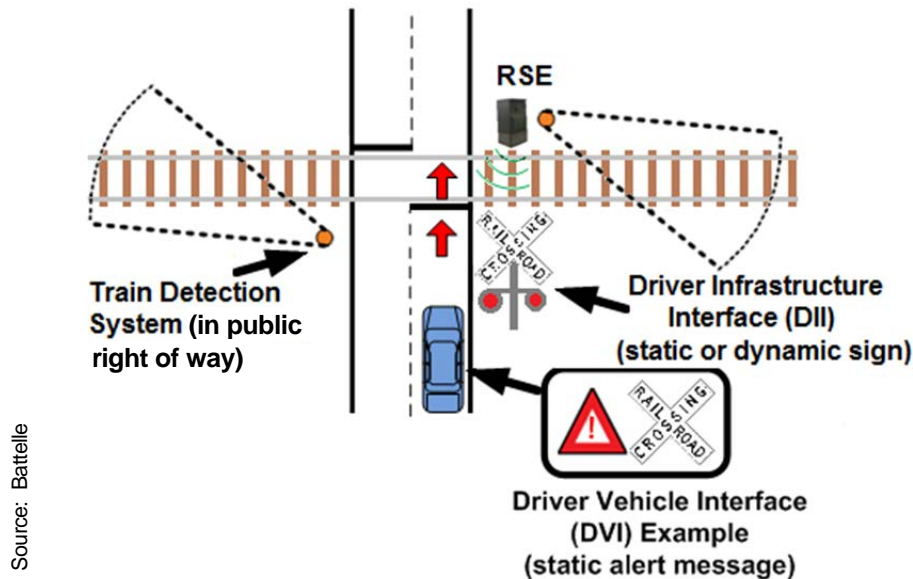 RSE
RAILROAD
CROSSING
Train Detection
System (in public
right of way)
Driver Infrastructure
Interface (DII)
(static or dynamic sign)
!
RAILROAD
CROSSING
Driver Vehicle Interface
(DVI) Example
(static alert message)
Source: Battelle